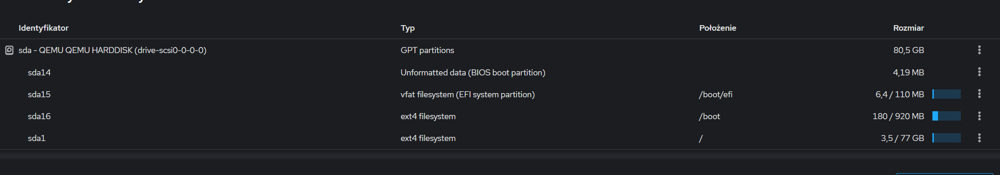 Identyfikator Typ Położenie Rozmiar
sda - QEMU QEMU HARDDISK (drive-scsi0-0-0-0) GPT partitions 80,5 GB
sda14 Unformatted data (BIOS boot partition) 4,19 MB
sda15 vfat filesystem (EFI system partition) /boot/efi 6,4 / 110 MB
sda16 ext4 filesystem /boot 180 / 920 MB
sda1 ext4 filesystem / 3,5 / 77 GB